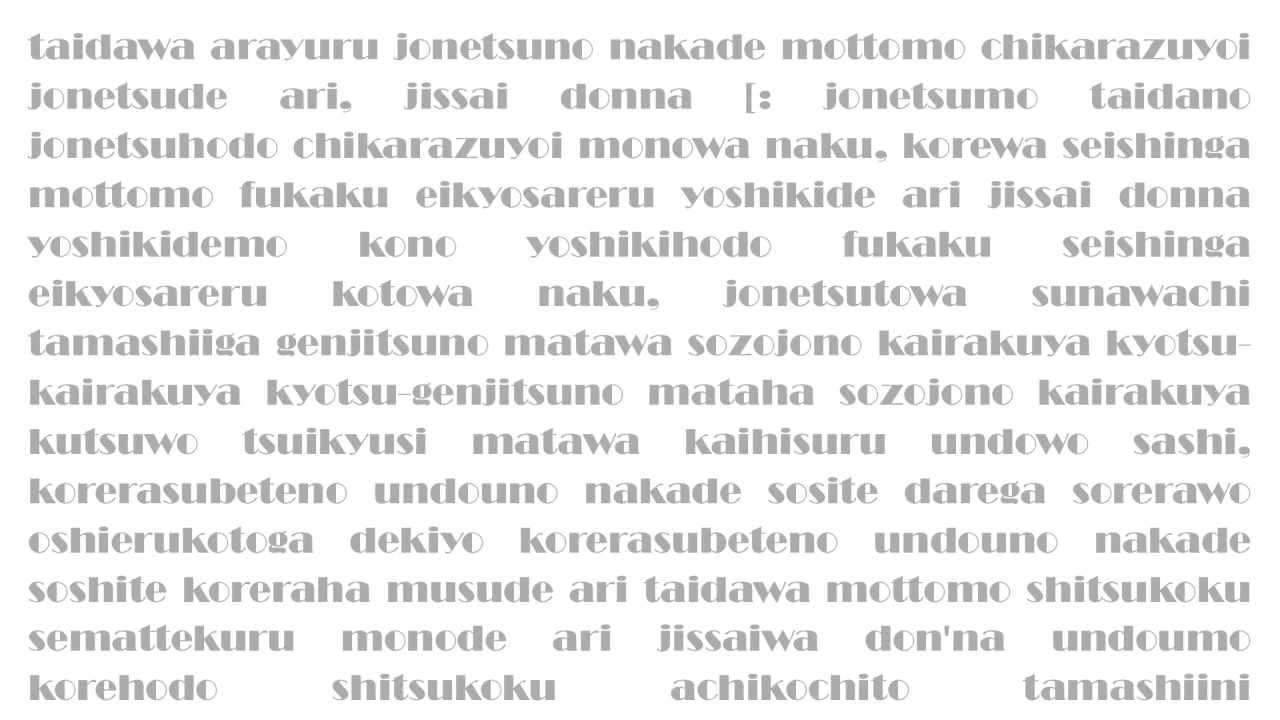 taidawa arayuru jonetsuno nakade mottomo chikarazuyoi
jonetsude ari, jissai donna [: jonetsumo taidano
jonetsuhodo chikarazuyoi monowa naku, korewa seishinga
mottomo fukaku eikyosareru yoshikide ari jissai donna
yoshikidemo kono yoshikihodo fukaku seishinga
eikyosareru kotowa naku, jonetsutowa sunawachi
tamashiiga genjitsuno matawa sozojono kairakuya kyotsu-
kairakuya kyotsu-genjitsuno mataha sozojono kairakuya
kutsuwo tsuikyusi matawa kaihisuru undowo sashi,
korerasubeteno undouno nakade sosite darega sorerawo
oshierukotoga dekiyo korerasubeteno undouno nakade
soshite koreraha musude ari taidawa mottomo shitsukoku
semattekuru monode ari jissaiwa don'na undoumo
korehodo shitsukoku achikochito tamashiini